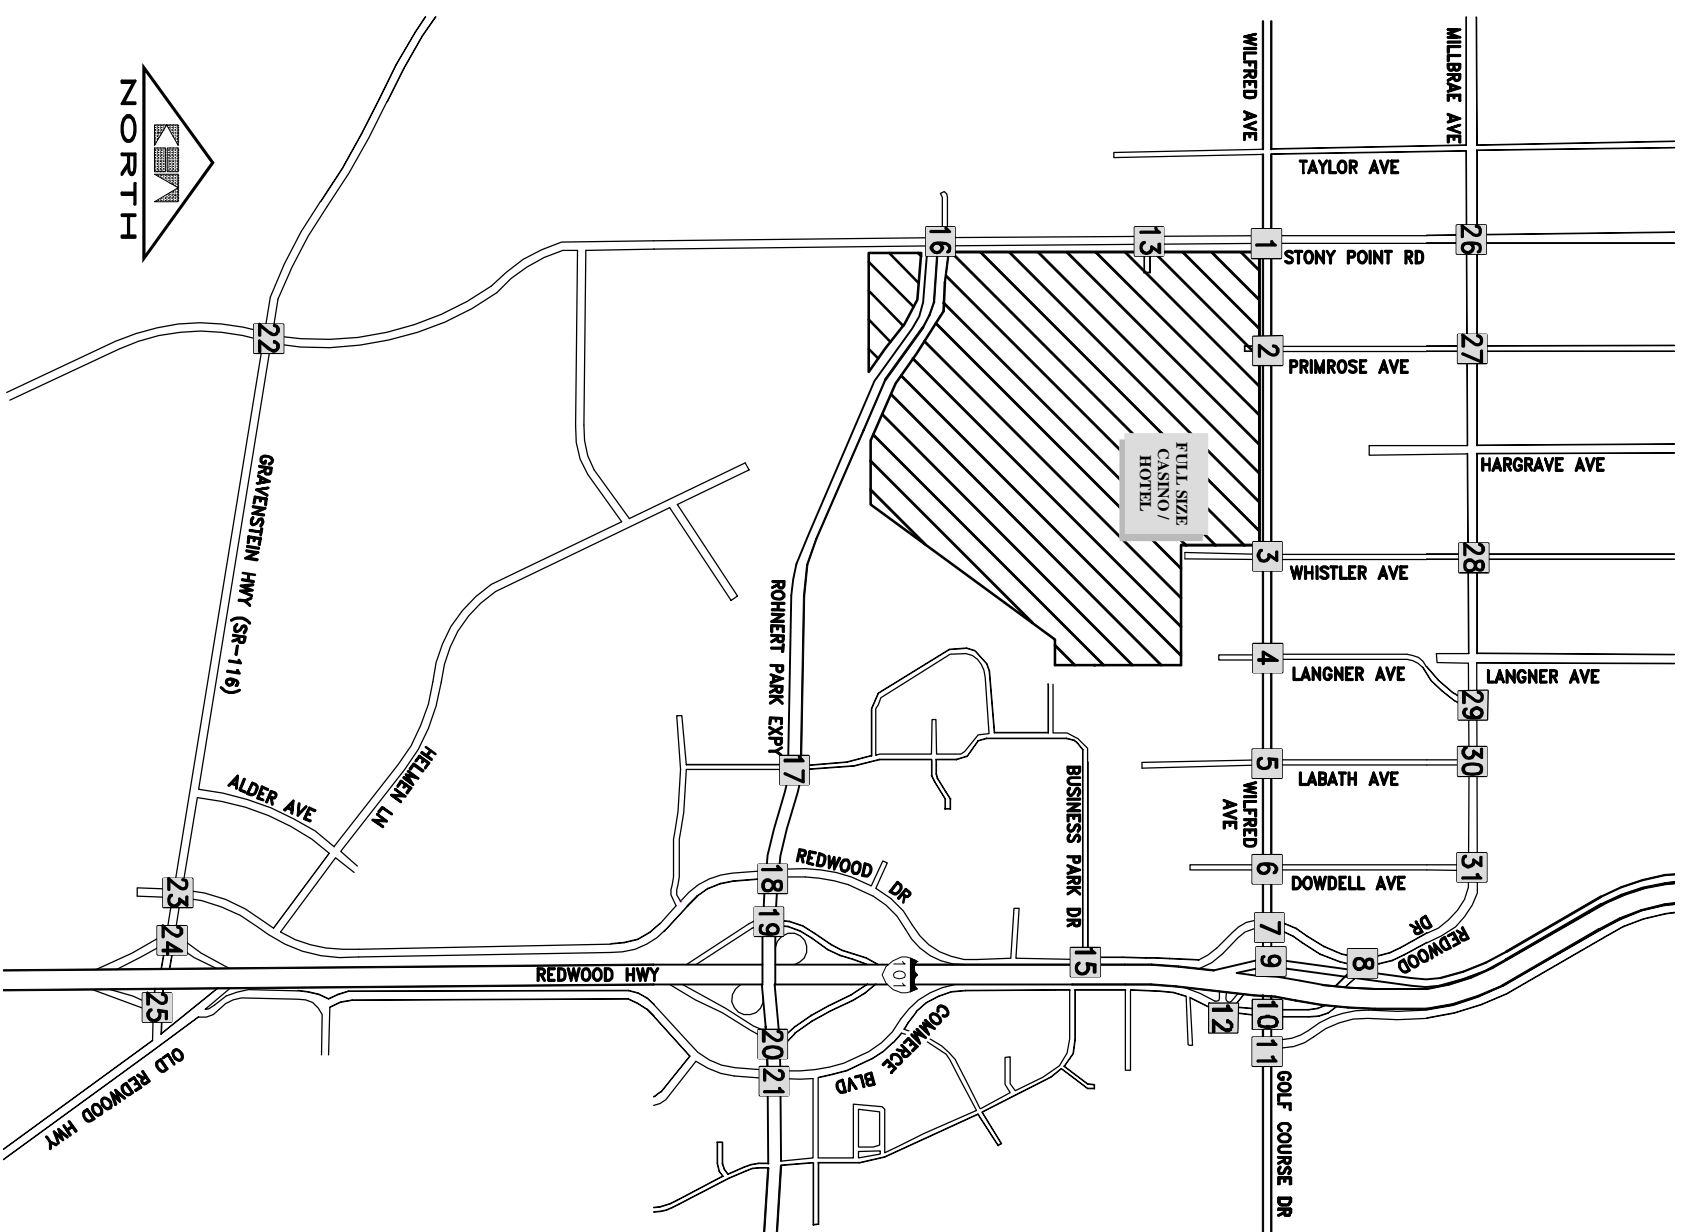 NORTH
WILFRED AVE
MILLBRAE AVE
TAYLOR AVE
16
13
1
26
STONY POINT RD
22
2
27
PRIMROSE AVE
HARGRAVE AVE
FULL SIZE
CASINO /
HOTEL
GRAVENSTEIN HWY (SR-116)
3
28
WHISTLER AVE
ROHNERT PARK EXPY
4
LANGNER AVE
LANGNER AVE
29
17
5
30
LABATH AVE
HELMEN LN
ALDER AVE
BUSINESS PARK DR
WILFRED
AVE
6
31
DOWDELL AVE
23
18
REDWOOD DR
19
24
7
REDWOOD
DR
REDWOOD HWY
101
15
9
8
25
12
10
20
11
21
COMMERCE BLVD
OLD REDWOOD HWY
GOLF COURSE DR